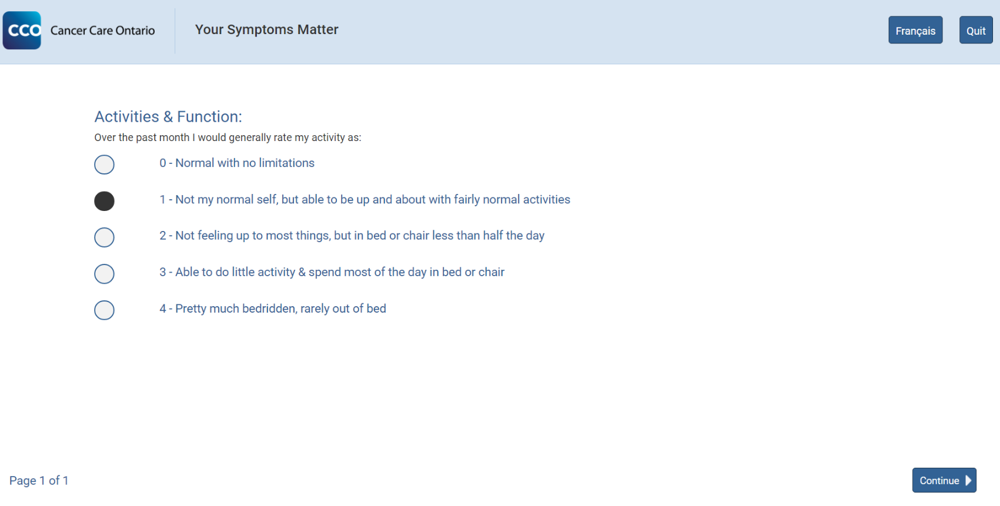 CCO Cancer Care Ontario
Your Symptoms Matter
Français
Quit
Activities & Function:
Over the past month I would generally rate my activity as:
0 - Normal with no limitations
1 - Not my normal self, but able to be up and about with fairly normal activities
2 - Not feeling up to most things, but in bed or chair less than half the day
3 - Able to do little activity & spend most of the day in bed or chair
4 - Pretty much bedridden, rarely out of bed
Page 1 of 1
Continue